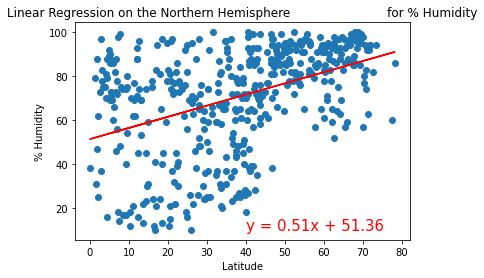 Linear Regression on the Northern Hemisphere for % Humidity
100
80
60
40
20
% Humidity
y = 0.51x + 51.36
0 10 20 30 40 50 60 70 80
Latitude